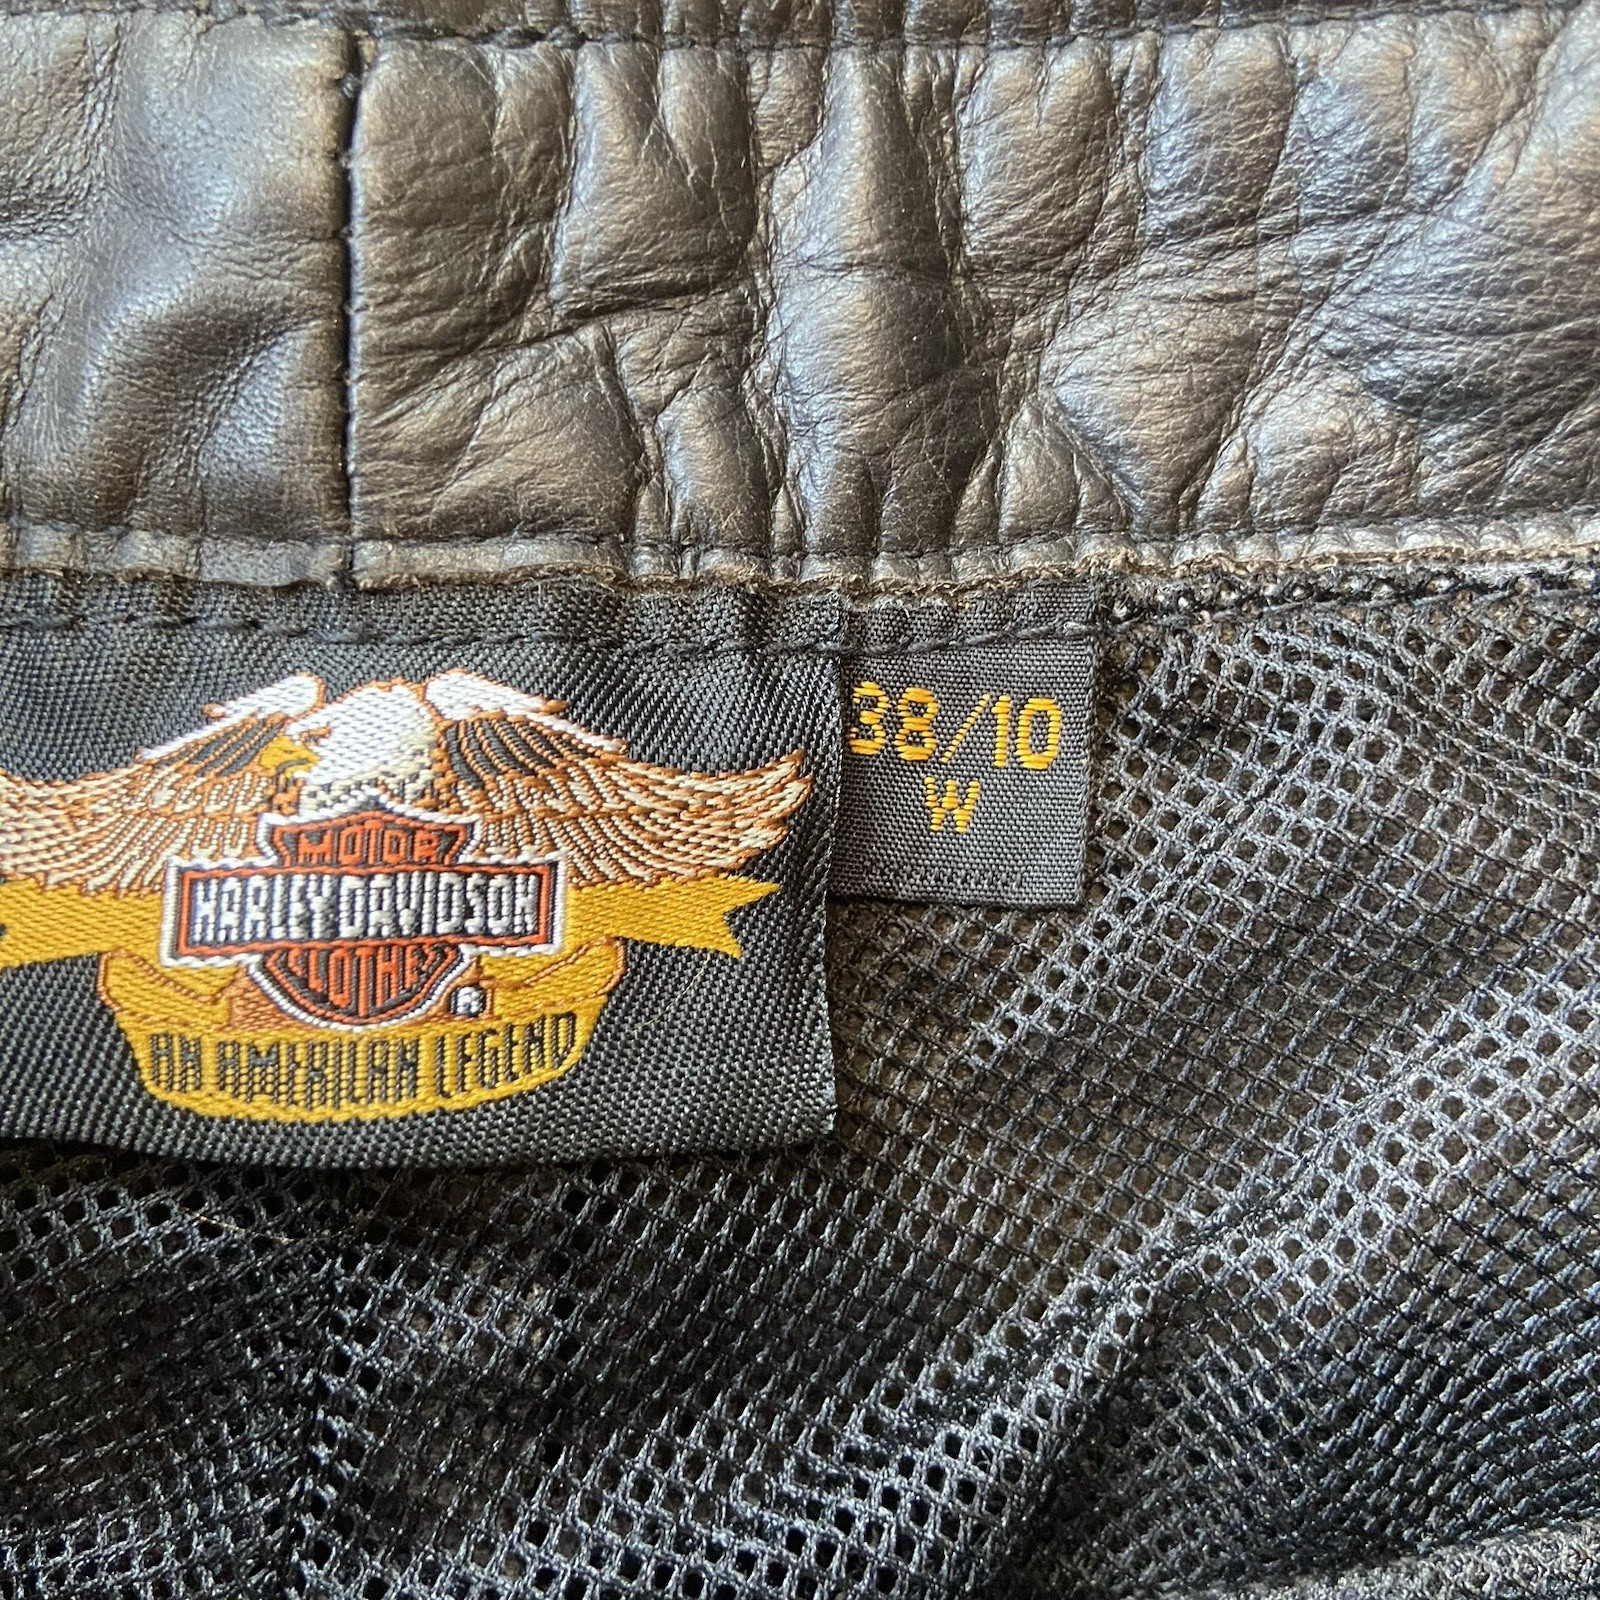 38/10
W
MOTOR
HARLEY DAVIDSON
CLOTHES
®
AN AMERICAN LEGEND